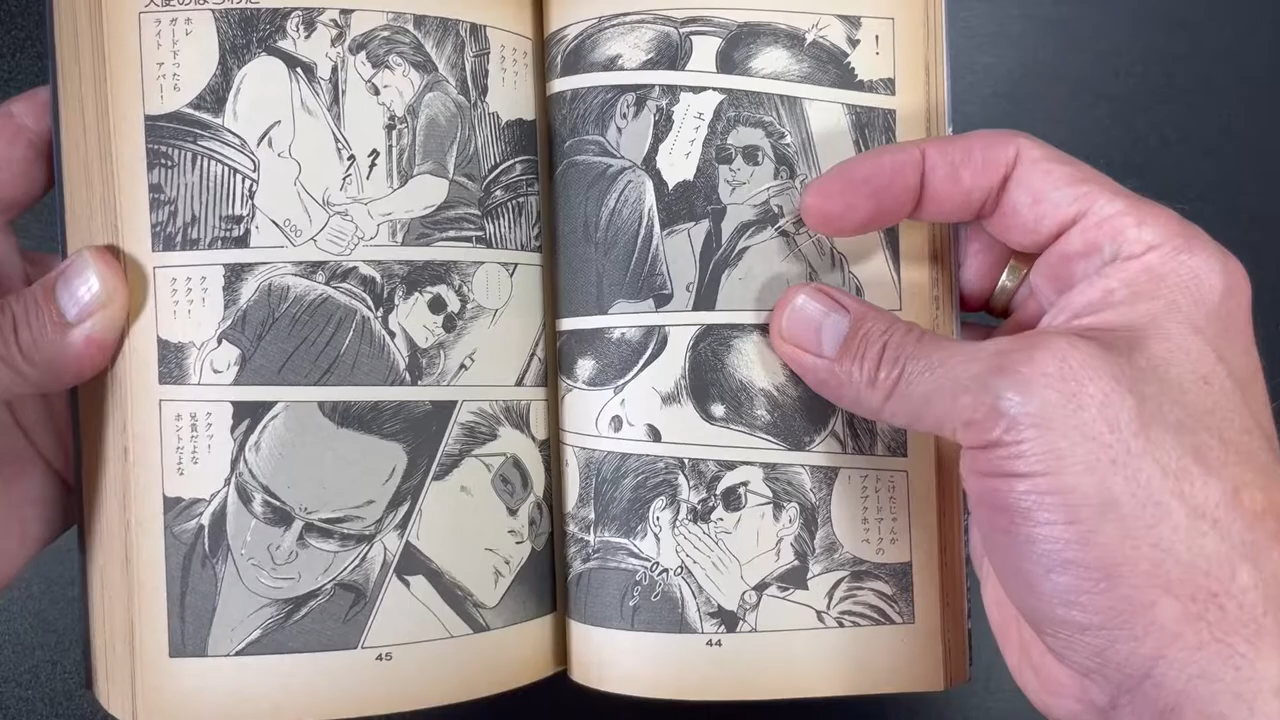 ！
……エィィ……
こけたじゃんか
トレードマークの
プクプクホッペ
！
44
天使のはらわた
クッ！
ククッ！
ククッ！
ホレ
ガード下ったら
ライト アパー！
………
クッ！
ククッ！
ククッ！
ククッ！
兄貴だよな
ホントだよな
45